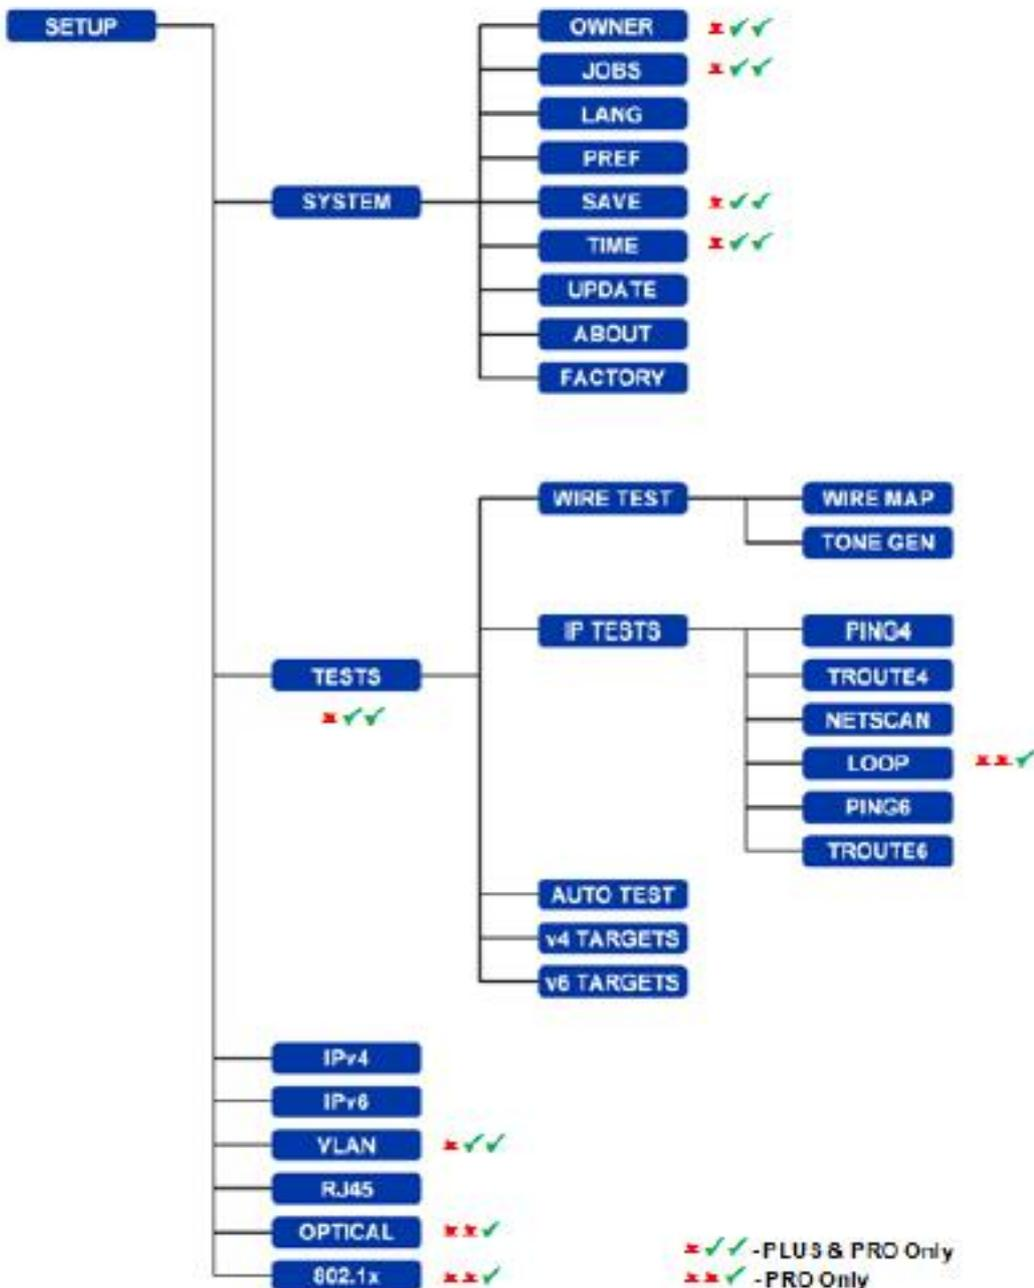 SETUP
SYSTEM
OWNER
JOBS
LANG
PREF
SAVE
TIME
UPDATE
ABOUT
FACTORY
TESTS
WIRE TEST
WIRE MAP
TONE GEN
IP TESTS
PING4
TROUTE4
NETSCAN
LOOP
PING6
TROUTE6
AUTO TEST
v4 TARGETS
v6 TARGETS
IPv4
IPv6
VLAN
RJ45
OPTICAL
802.1x
-PLUS & PRO Only
-PRO Only